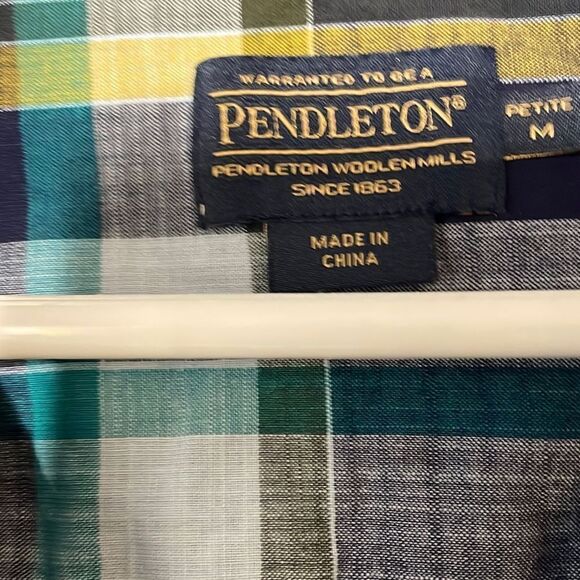 WARRANTED TO BE A
PENDLETON®
PENDLETON WOOLEN MILLS
SINCE 1863
PETITE
M
MADE IN
CHINA